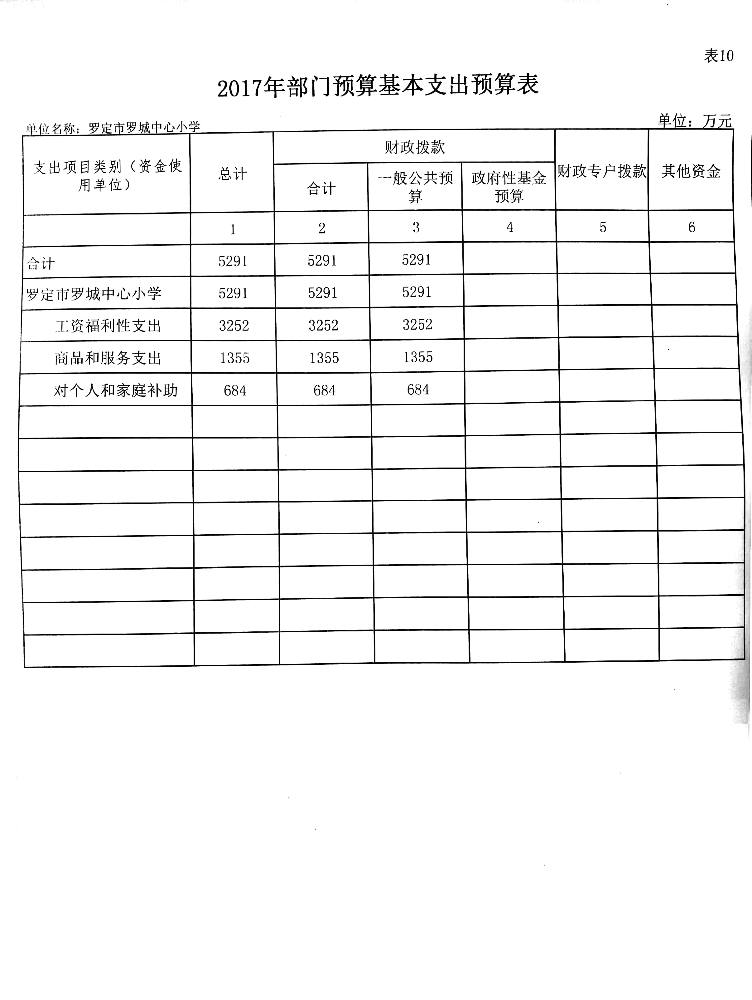 表10
2017年部门预算基本支出预算表
单位名称：罗定市罗城中心小学 单位：万元
支出项目类别（资金使用单位） 总计 财政拨款 财政专户拨款 其他资金
合计 一般公共预算 政府性基金预算
1 2 3 4 5 6
合计 5291 5291 5291
罗定市罗城中心小学 5291 5291 5291
工资福利性支出 3252 3252 3252
商品和服务支出 1355 1355 1355
对个人和家庭补助 684 684 684